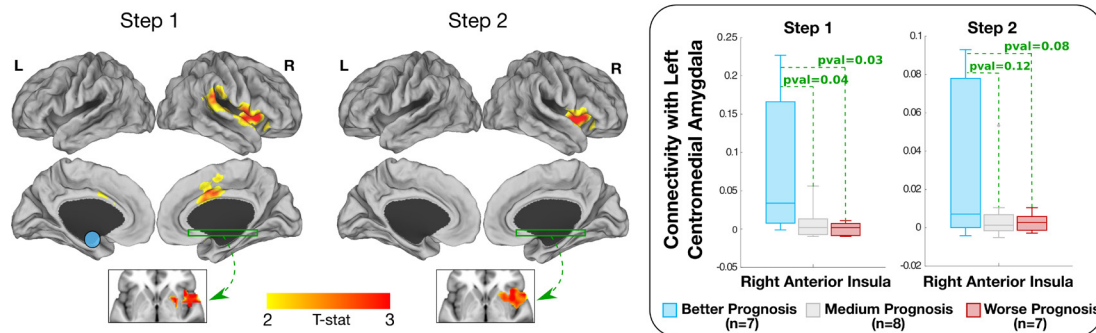 Step 1
Step 2
L
R
L
R
2
T-stat
3
Connectivity with Left
Centromedial Amygdala
Step 1
0.25
0.2
0.15
0.1
0.05
0
-0.05
pval=0.03
pval=0.04
Right Anterior Insula
Step 2
0.1
0.08
0.06
0.04
0.02
0
-0.02
pval=0.08
pval=0.12
Right Anterior Insula
Better Prognosis
(n=7)
Medium Prognosis
(n=8)
Worse Prognosis
(n=7)